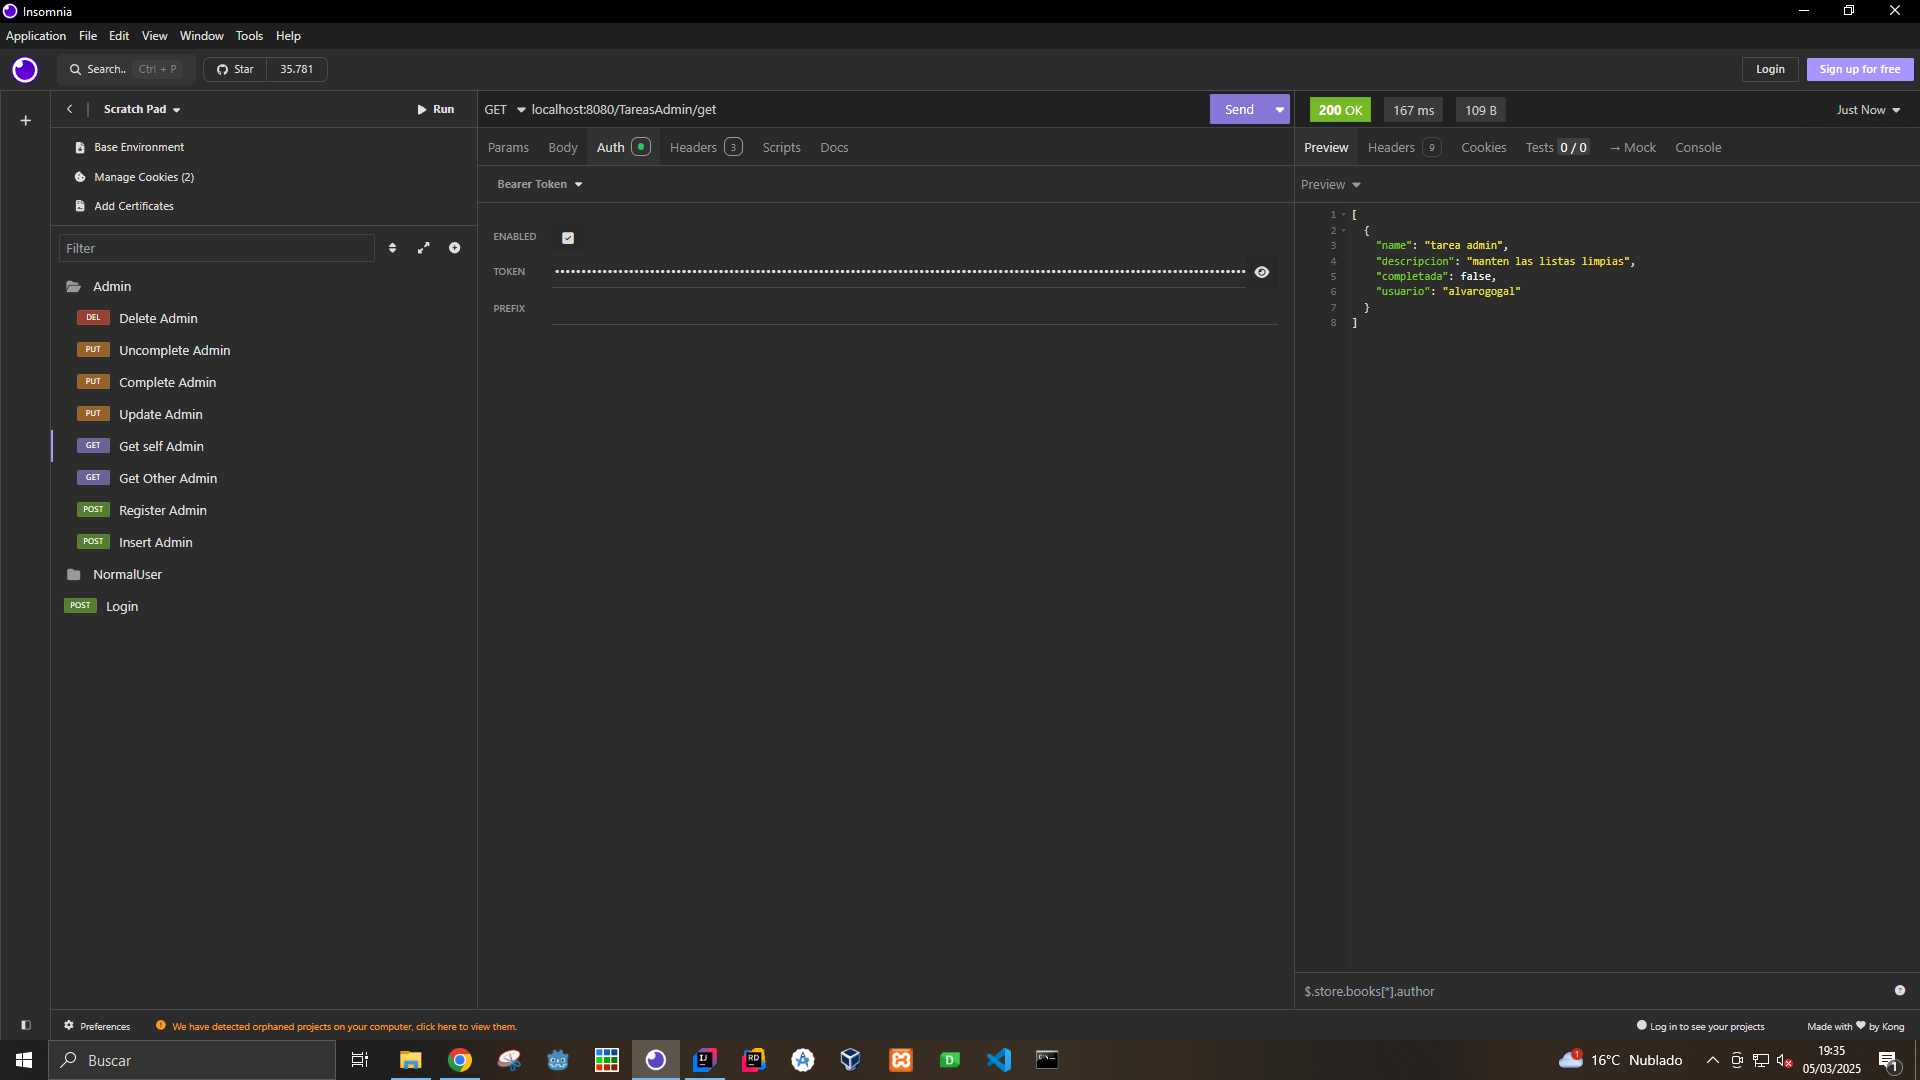 Insomnia
Application File Edit View Window Tools Help
Search.. Ctrl + P Star 35.781 Login Sign up for free
Scratch Pad Run
Base Environment
Manage Cookies (2)
Add Certificates
Filter
Admin
DEL Delete Admin
PUT Uncomplete Admin
PUT Complete Admin
PUT Update Admin
GET Get self Admin
GET Get Other Admin
POST Register Admin
POST Insert Admin
NormalUser
POST Login
GET localhost:8080/TareasAdmin/get Send
Params Body Auth Headers 3 Scripts Docs
Bearer Token
ENABLED
TOKEN ••••••••••••••••••••••••••••••••••••••••
PREFIX
200 OK 167 ms 109 B Just Now
Preview Headers 9 Cookies Tests 0 / 0 → Mock Console
Preview
1 [
2 {
3 "name": "tarea admin",
4 "descripcion": "manten las listas limpias",
5 "completada": false,
6 "usuario": "alvarogogal"
7 }
8 ]
$.store.books[*].author
Preferences We have detected orphaned projects on your computer, click here to view them. Log in to see your projects Made with ♥ by Kong
Buscar 1 16°C Nublado 19:35
05/03/2025 1